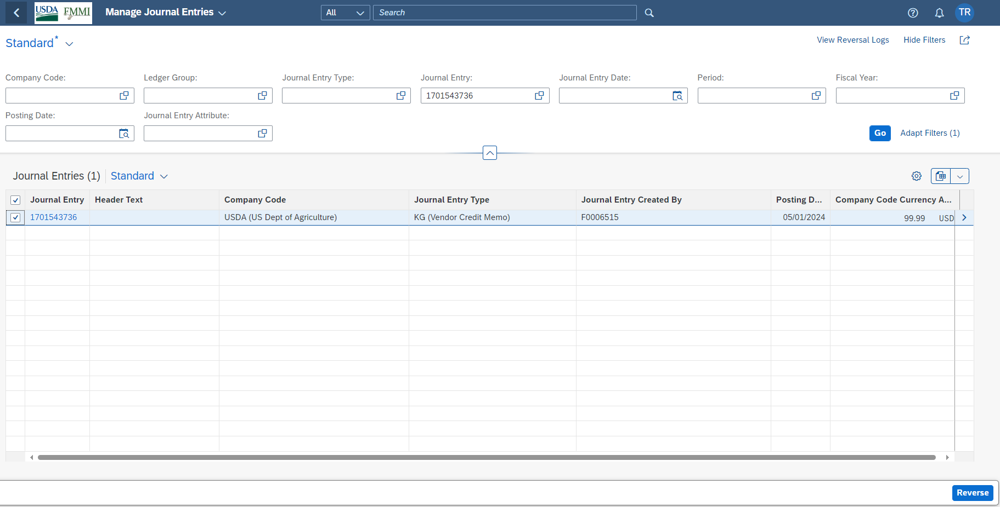 USDA FMMI Manage Journal Entries All Search TR
Standard* View Reversal Logs Hide Filters
Company Code: Ledger Group: Journal Entry Type: Journal Entry: Journal Entry Date: Period: Fiscal Year:
1701543736
Posting Date: Journal Entry Attribute:
Go Adapt Filters (1)
Journal Entries (1) Standard
Journal Entry Header Text Company Code Journal Entry Type Journal Entry Created By Posting D... Company Code Currency A...
1701543736 USDA (US Dept of Agriculture) KG (Vendor Credit Memo) F0006515 05/01/2024 99.99 USD
Reverse